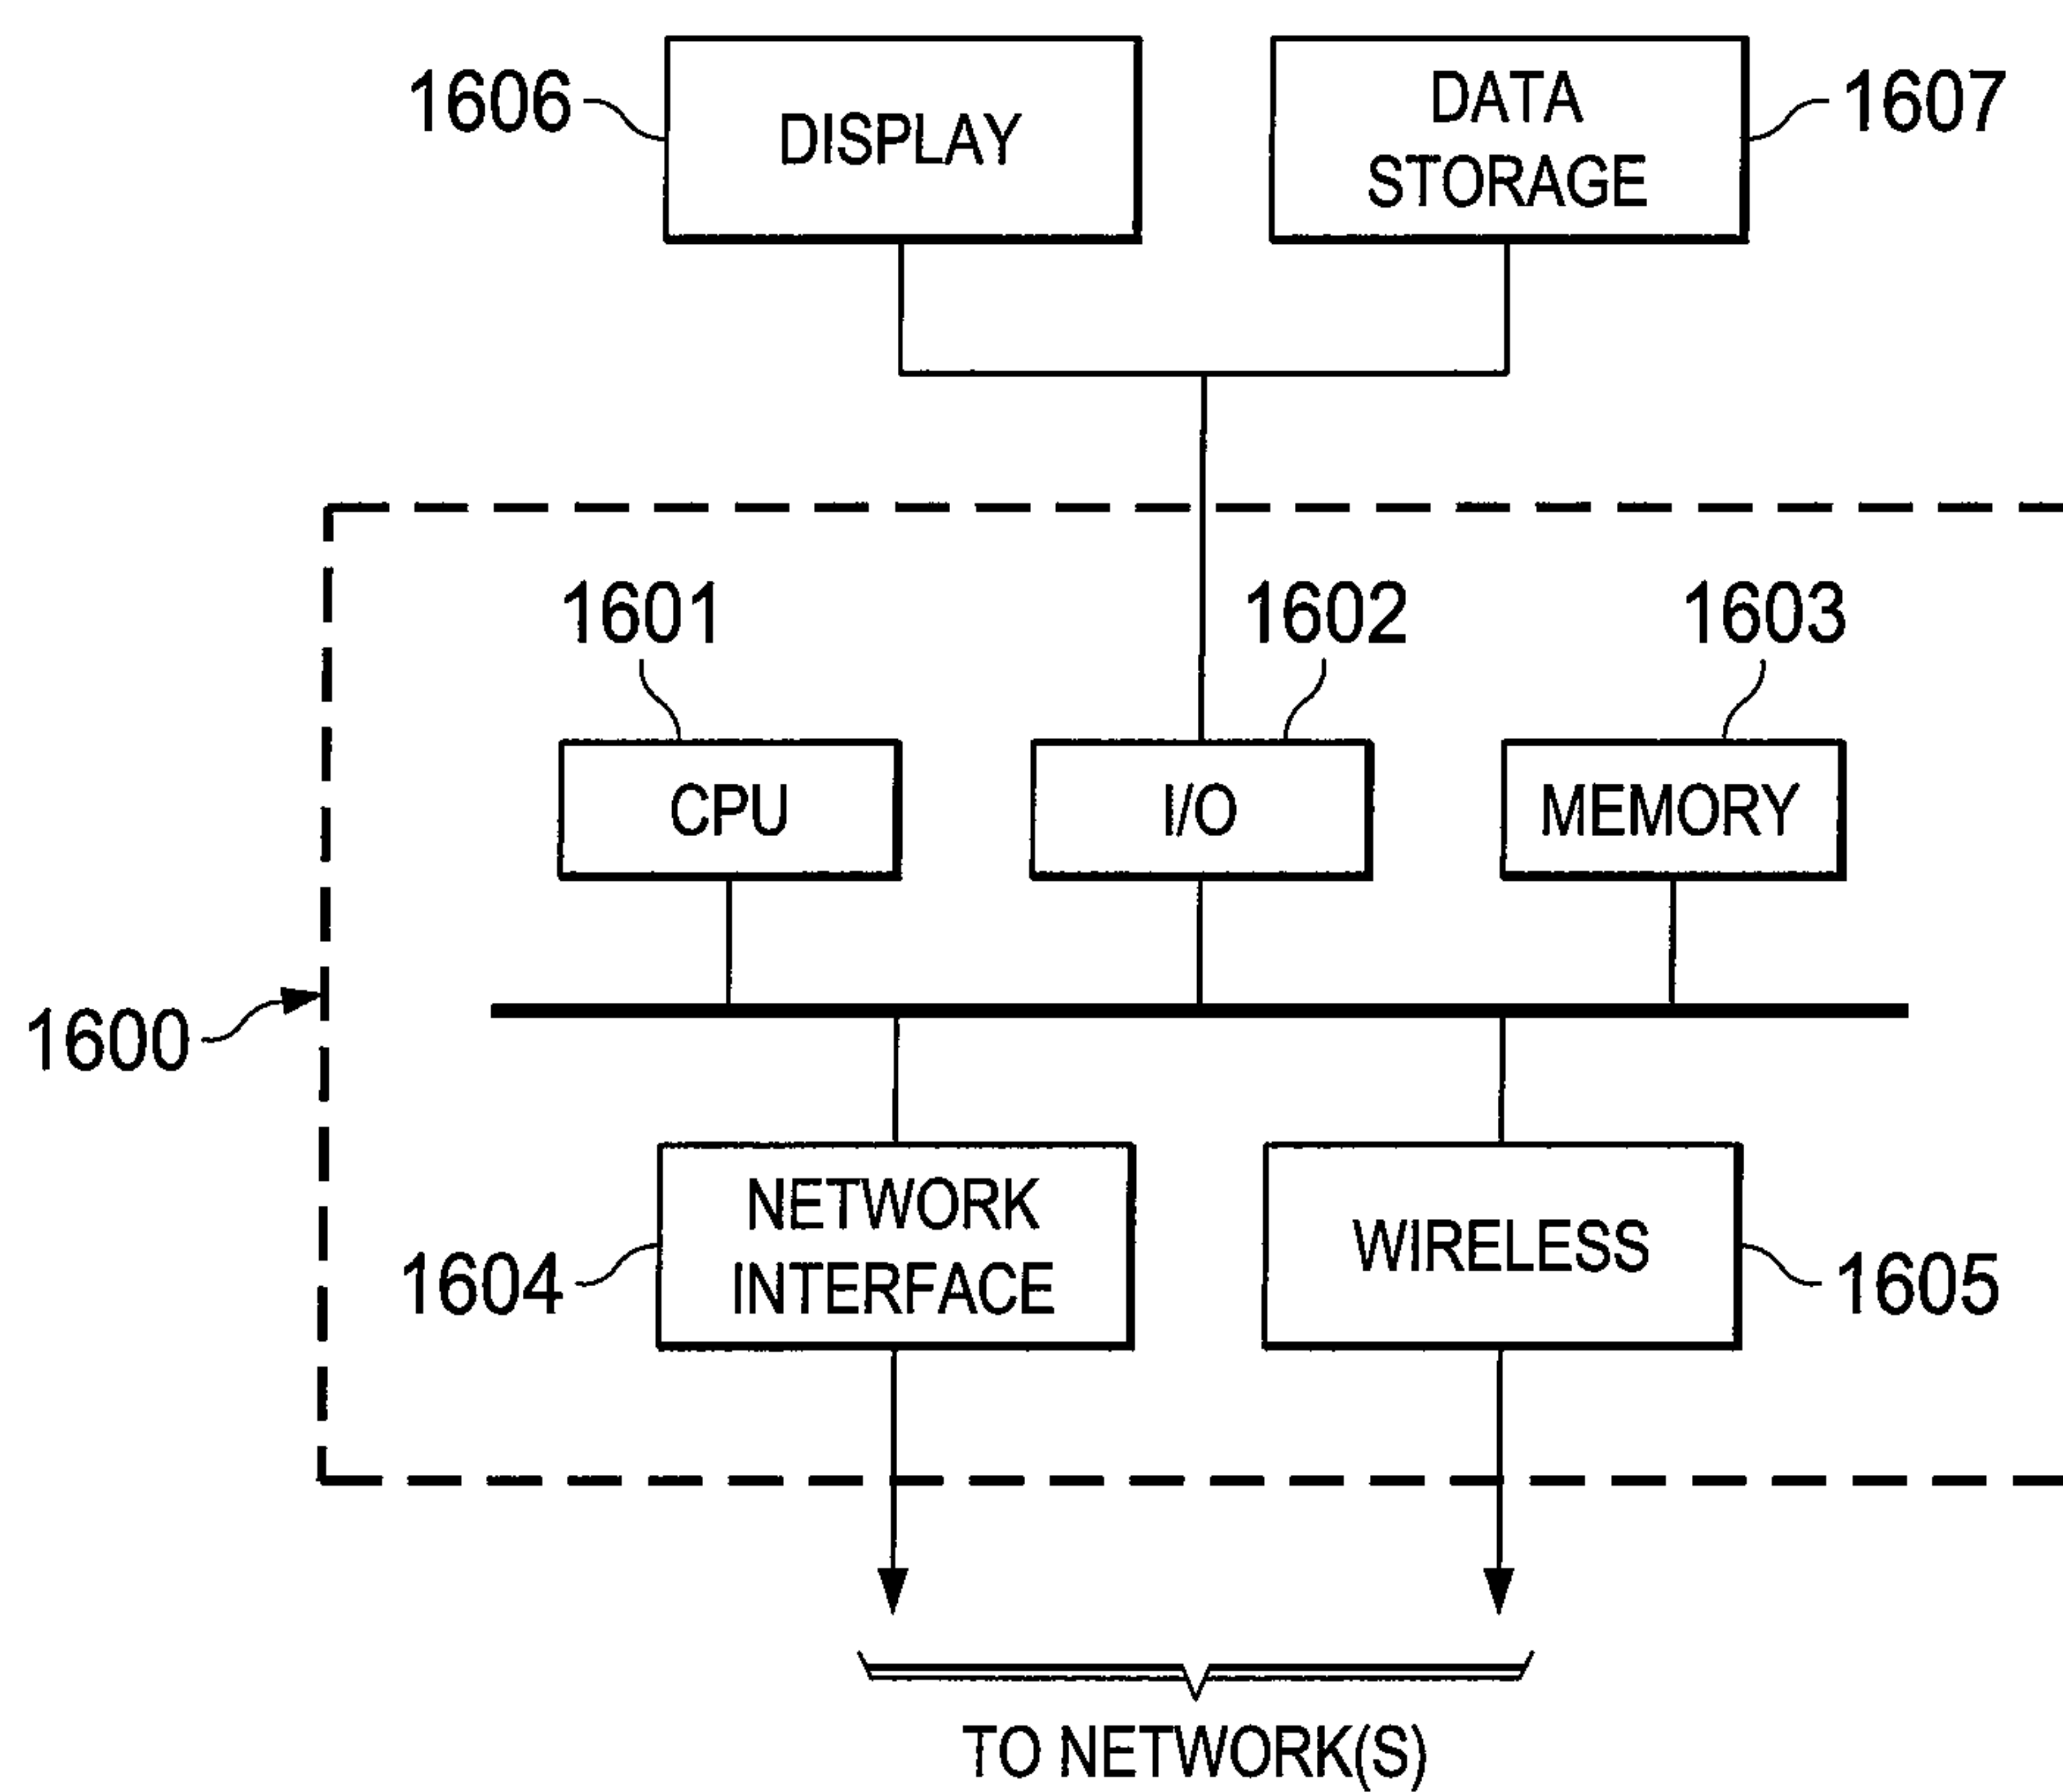 1606
DISPLAY
DATA
STORAGE
1607
1601
1602
1603
CPU
I/O
MEMORY
1600
NETWORK
INTERFACE
1604
WIRELESS
1605
TO NETWORK(S)